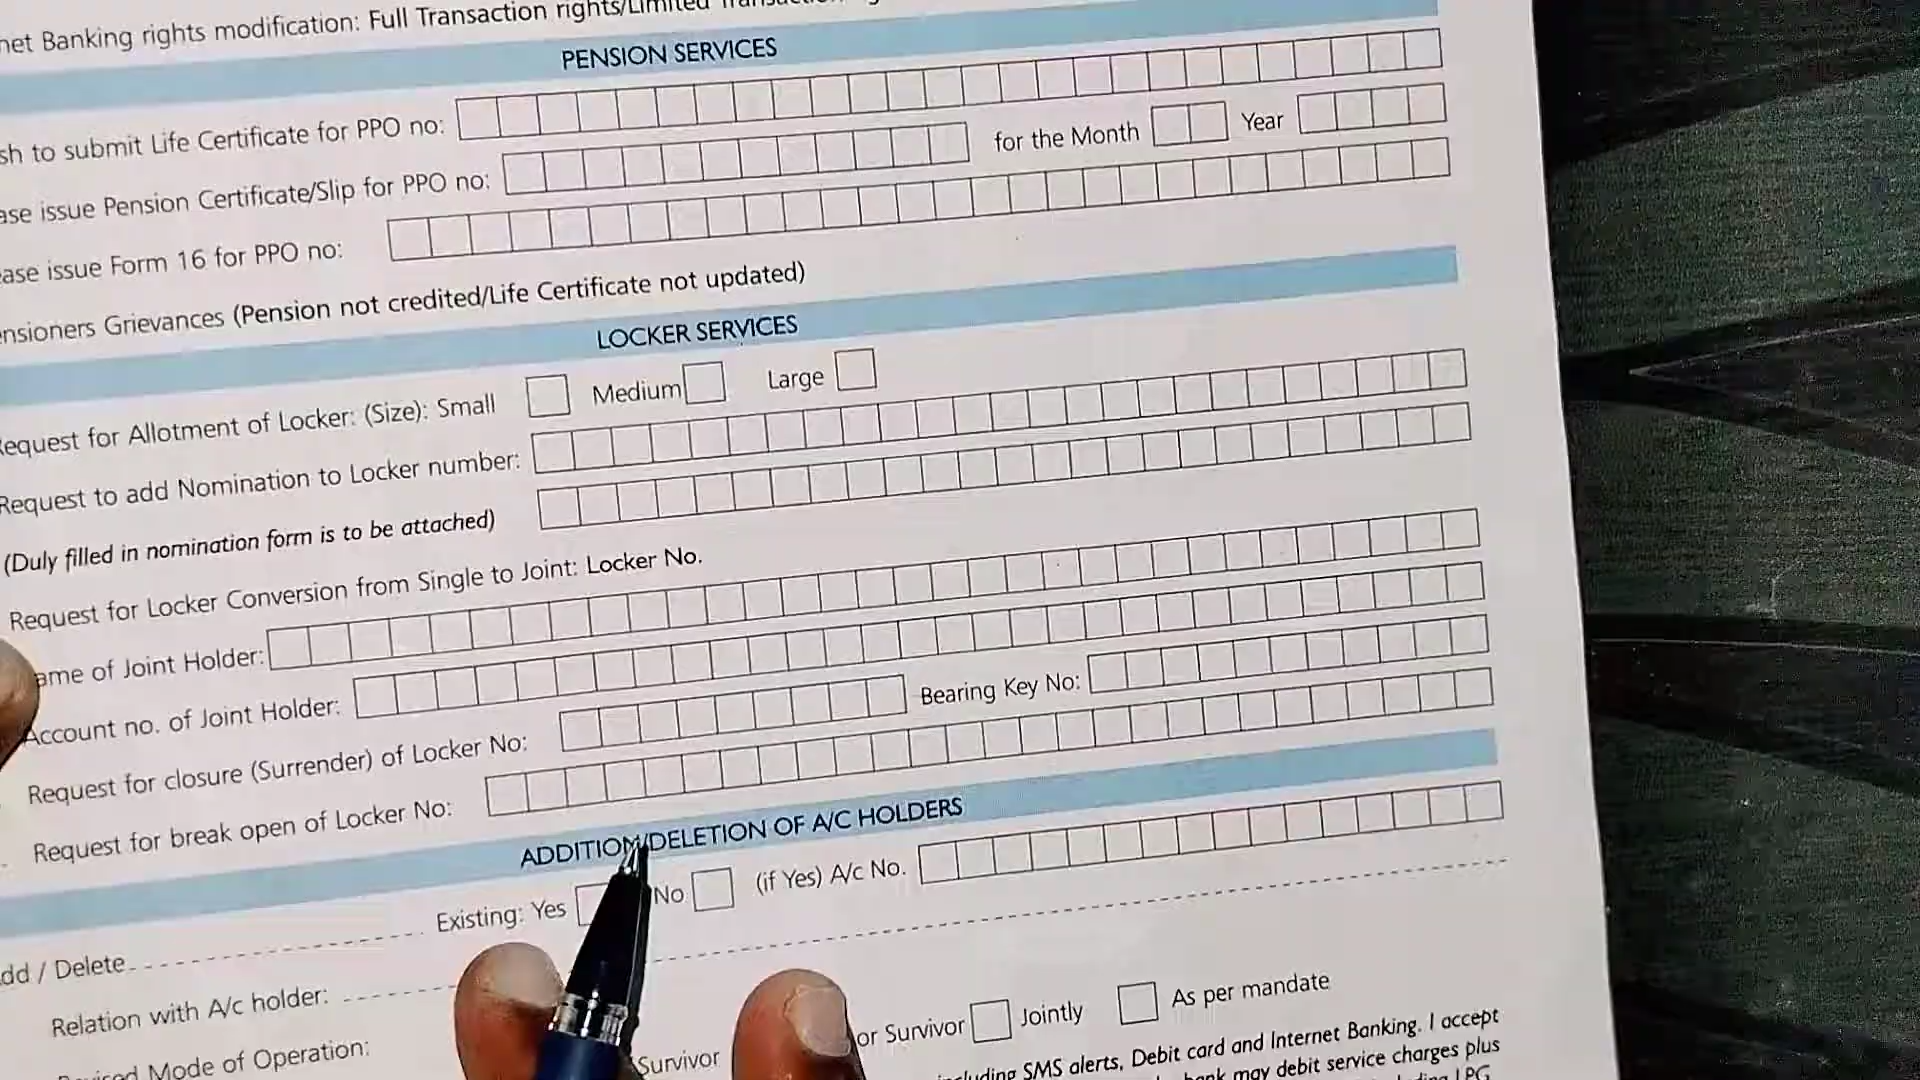 net Banking rights modification: Full Transaction rights/Limited
PENSION SERVICES
sh to submit Life Certificate for PPO no:
ase issue Pension Certificate/Slip for PPO no: for the Month Year
ease issue Form 16 for PPO no:
ensioners Grievances (Pension not credited/Life Certificate not updated)
LOCKER SERVICES
Request for Allotment of Locker: (Size): Small Medium Large
Request to add Nomination to Locker number:
(Duly filled in nomination form is to be attached)
Request for Locker Conversion from Single to Joint: Locker No.
ame of Joint Holder:
Account no. of Joint Holder:
Request for closure (Surrender) of Locker No: Bearing Key No:
Request for break open of Locker No:
ADDITION/DELETION OF A/C HOLDERS
dd / Delete Existing: Yes No (if Yes) A/c No.
Relation with A/c holder:
Mode of Operation: Survivor or Survivor Jointly As per mandate
SMS alerts, Debit card and Internet Banking. I accept
bank may debit service charges plus
LPG